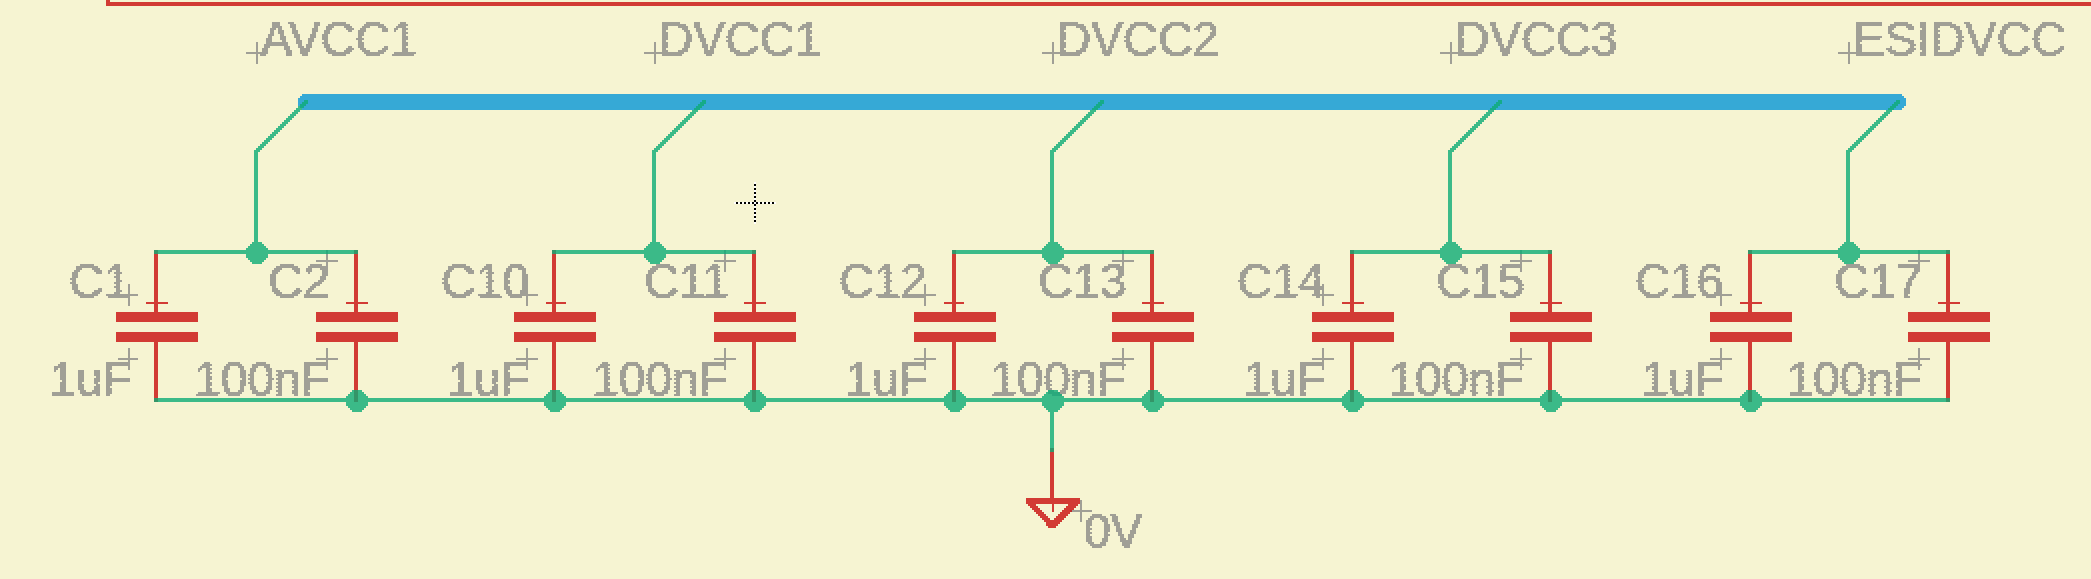 AVCC1 DVCC1 DVCC2 DVCC3 ESIDVCC
C1 C2 C10 C11 C12 C13 C14 C15 C16 C17
1uF 100nF 1uF 100nF 1uF 100nF 1uF 100nF 1uF 100nF
0V